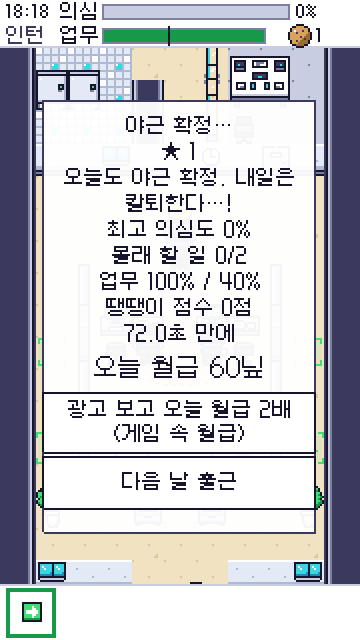 18:18 의심 0%
인턴 업무 1
야근 확정…
★ 1
오늘도 야근 확정. 내일은
칼퇴한다…!
최고 의심도 0%
몰래 할 일 0/2
업무 100% / 40%
땡땡이 점수 0점
72.0초 만에
오늘 월급 60닢
광고 보고 오늘 월급 2배
(게임 속 월급)
다음 날 출근